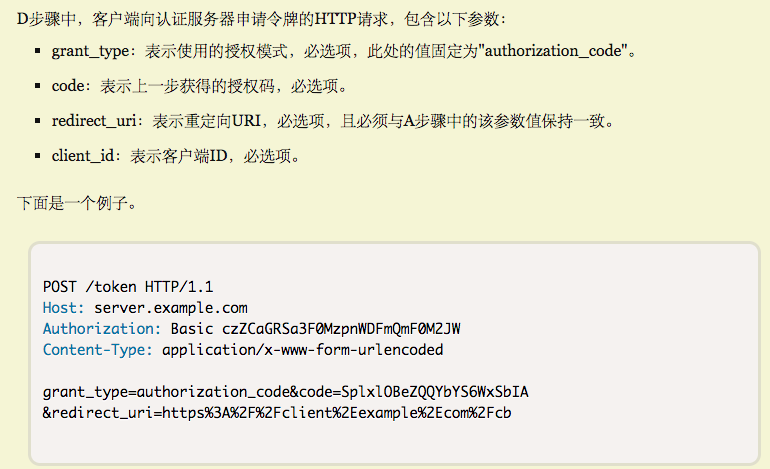 D步骤中，客户端向认证服务器申请令牌的HTTP请求，包含以下参数：
grant_type：表示使用的授权模式，必选项，此处的值固定为"authorization_code"。
code：表示上一步获得的授权码，必选项。
redirect_uri：表示重定向URI，必选项，且必须与A步骤中的该参数值保持一致。
client_id：表示客户端ID，必选项。
下面是一个例子。
POST /token HTTP/1.1
Host: server.example.com
Authorization: Basic czZCaGRSa3F0MzpnWDFmQmF0M2JW
Content-Type: application/x-www-form-urlencoded
grant_type=authorization_code&code=SplxlOBeZQQYbYS6WxSbIA
&redirect_uri=https%3A%2F%2Fclient%2Eexample%2Ecom%2Fcb